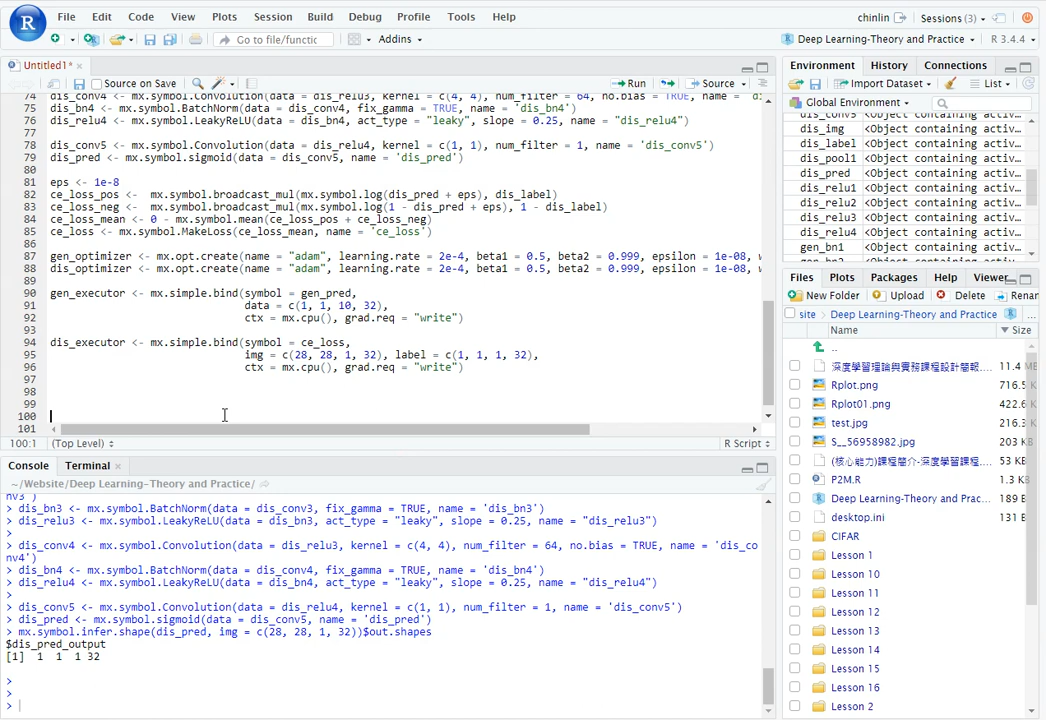 File Edit Code View Plots Session Build Debug Profile Tools Help
chinlin Sessions (3)
Go to file/functic Addins
Deep Learning-Theory and Practice R 3.4.4
Untitled1*
Source on Save Run Source
74 dis_conv4 <- mx.symbol.Convolution(data = dis_relu3, kernel = c(4, 4), num_filter = 64, no.bias = TRUE, name =
75 dis_bn4 <- mx.symbol.BatchNorm(data = dis_conv4, fix_gamma = TRUE, name = 'dis_bn4')
76 dis_relu4 <- mx.symbol.LeakyReLU(data = dis_bn4, act_type = "leaky", slope = 0.25, name = "dis_relu4")
77
78 dis_conv5 <- mx.symbol.Convolution(data = dis_relu4, kernel = c(1, 1), num_filter = 1, name = 'dis_conv5')
79 dis_pred <- mx.symbol.sigmoid(data = dis_conv5, name = 'dis_pred')
80
81 eps <- 1e-8
82 ce_loss_pos <-  mx.symbol.broadcast_mul(mx.symbol.log(dis_pred + eps), dis_label)
83 ce_loss_neg <-  mx.symbol.broadcast_mul(mx.symbol.log(1 - dis_pred + eps), 1 - dis_label)
84 ce_loss_mean <- 0 - mx.symbol.mean(ce_loss_pos + ce_loss_neg)
85 ce_loss <- mx.symbol.MakeLoss(ce_loss_mean, name = 'ce_loss')
86
87 gen_optimizer <- mx.opt.create(name = "adam", learning.rate = 2e-4, beta1 = 0.5, beta2 = 0.999, epsilon = 1e-08, w
88 dis_optimizer <- mx.opt.create(name = "adam", learning.rate = 2e-4, beta1 = 0.5, beta2 = 0.999, epsilon = 1e-08, w
89
90 gen_executor <- mx.simple.bind(symbol = gen_pred,
91 data = c(1, 1, 10, 32),
92 ctx = mx.cpu(), grad.req = "write")
93
94 dis_executor <- mx.simple.bind(symbol = ce_loss,
95 img = c(28, 28, 1, 32), label = c(1, 1, 1, 32),
96 ctx = mx.cpu(), grad.req = "write")
97
98
99
100
101
100:1 (Top Level) R Script
Console Terminal
~/Website/Deep Learning-Theory and Practice/
nv3')
> dis_bn3 <- mx.symbol.BatchNorm(data = dis_conv3, fix_gamma = TRUE, name = 'dis_bn3')
> dis_relu3 <- mx.symbol.LeakyReLU(data = dis_bn3, act_type = "leaky", slope = 0.25, name = "dis_relu3")
>
> dis_conv4 <- mx.symbol.Convolution(data = dis_relu3, kernel = c(4, 4), num_filter = 64, no.bias = TRUE, name = 'dis_co
nv4')
> dis_bn4 <- mx.symbol.BatchNorm(data = dis_conv4, fix_gamma = TRUE, name = 'dis_bn4')
> dis_relu4 <- mx.symbol.LeakyReLU(data = dis_bn4, act_type = "leaky", slope = 0.25, name = "dis_relu4")
>
> dis_conv5 <- mx.symbol.Convolution(data = dis_relu4, kernel = c(1, 1), num_filter = 1, name = 'dis_conv5')
> dis_pred <- mx.symbol.sigmoid(data = dis_conv5, name = 'dis_pred')
> mx.symbol.infer.shape(dis_pred, img = c(28, 28, 1, 32))$out.shapes
$dis_pred_output
[1]  1  1  1 32
>
>
>
Environment History Connections
Import Dataset List
Global Environment
dis_conv5 <Object containing activ…
dis_img <Object containing activ…
dis_label <Object containing activ…
dis_pool1 <Object containing activ…
dis_pred <Object containing activ…
dis_relu1 <Object containing activ…
dis_relu2 <Object containing activ…
dis_relu3 <Object containing activ…
dis_relu4 <Object containing activ…
gen_bn1 <Object containing activ…
gen_bn2 <Object containing activ…
Files Plots Packages Help Viewer
New Folder Upload Delete Renan
site Deep Learning-Theory and Practice ...
Name Size
..
深度學習理論與實務課程設計簡報.... 11.4 ME
Rplot.png 716.5
Rplot01.png 422.6
test.jpg 216.3
S__56958982.jpg 203 KB
(核心能力)課程簡介-深度學習課程.... 53 KB
P2M.R 1.3 KB
Deep Learning-Theory and Prac... 189 B
desktop.ini 131 B
CIFAR
Lesson 1
Lesson 10
Lesson 11
Lesson 12
Lesson 13
Lesson 14
Lesson 15
Lesson 16
Lesson 2